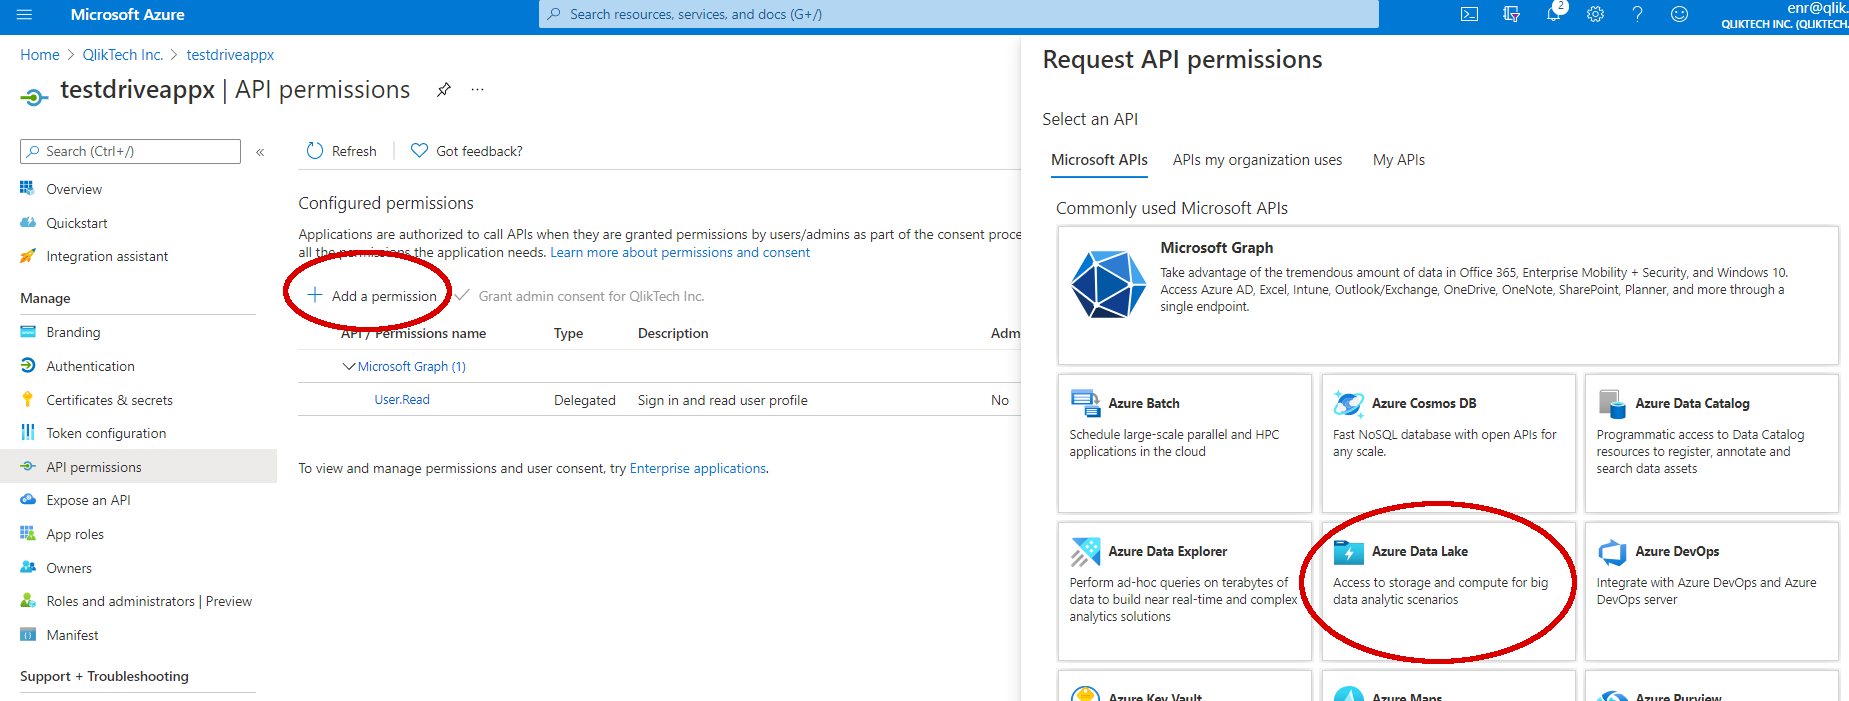 Microsoft Azure
Search resources, services, and docs (G+/)
2
enr@qlik.
QLIKTECH INC. (QLIKTECH.
Home > QlikTech Inc. > testdriveappx
testdriveappx | API permissions
...
Search (Ctrl+/)
«
Overview
Quickstart
Integration assistant
Manage
Branding
Authentication
Certificates & secrets
Token configuration
API permissions
Expose an API
App roles
Owners
Roles and administrators | Preview
Manifest
Support + Troubleshooting
Refresh
Got feedback?
Configured permissions
Applications are authorized to call APIs when they are granted permissions by users/admins as part of the consent proce
all the permissions the application needs. Learn more about permissions and consent
Add a permission
Grant admin consent for QlikTech Inc.
API / Permissions name Type Description Adm
Microsoft Graph (1)
User.Read Delegated Sign in and read user profile No
To view and manage permissions and user consent, try Enterprise applications.
Request API permissions
Select an API
Microsoft APIs APIs my organization uses My APIs
Commonly used Microsoft APIs
Microsoft Graph
Take advantage of the tremendous amount of data in Office 365, Enterprise Mobility + Security, and Windows 10.
Access Azure AD, Excel, Intune, Outlook/Exchange, OneDrive, OneNote, SharePoint, Planner, and more through a
single endpoint.
Azure Batch
Schedule large-scale parallel and HPC
applications in the cloud
Azure Cosmos DB
Fast NoSQL database with open APIs for
any scale.
Azure Data Catalog
Programmatic access to Data Catalog
resources to register, annotate and
search data assets
Azure Data Explorer
Perform ad-hoc queries on terabytes of
data to build near real-time and complex
analytics solutions
Azure Data Lake
Access to storage and compute for big
data analytic scenarios
Azure DevOps
Integrate with Azure DevOps and Azure
DevOps server
Azure Key Vault
Azure Maps
Azure Purview